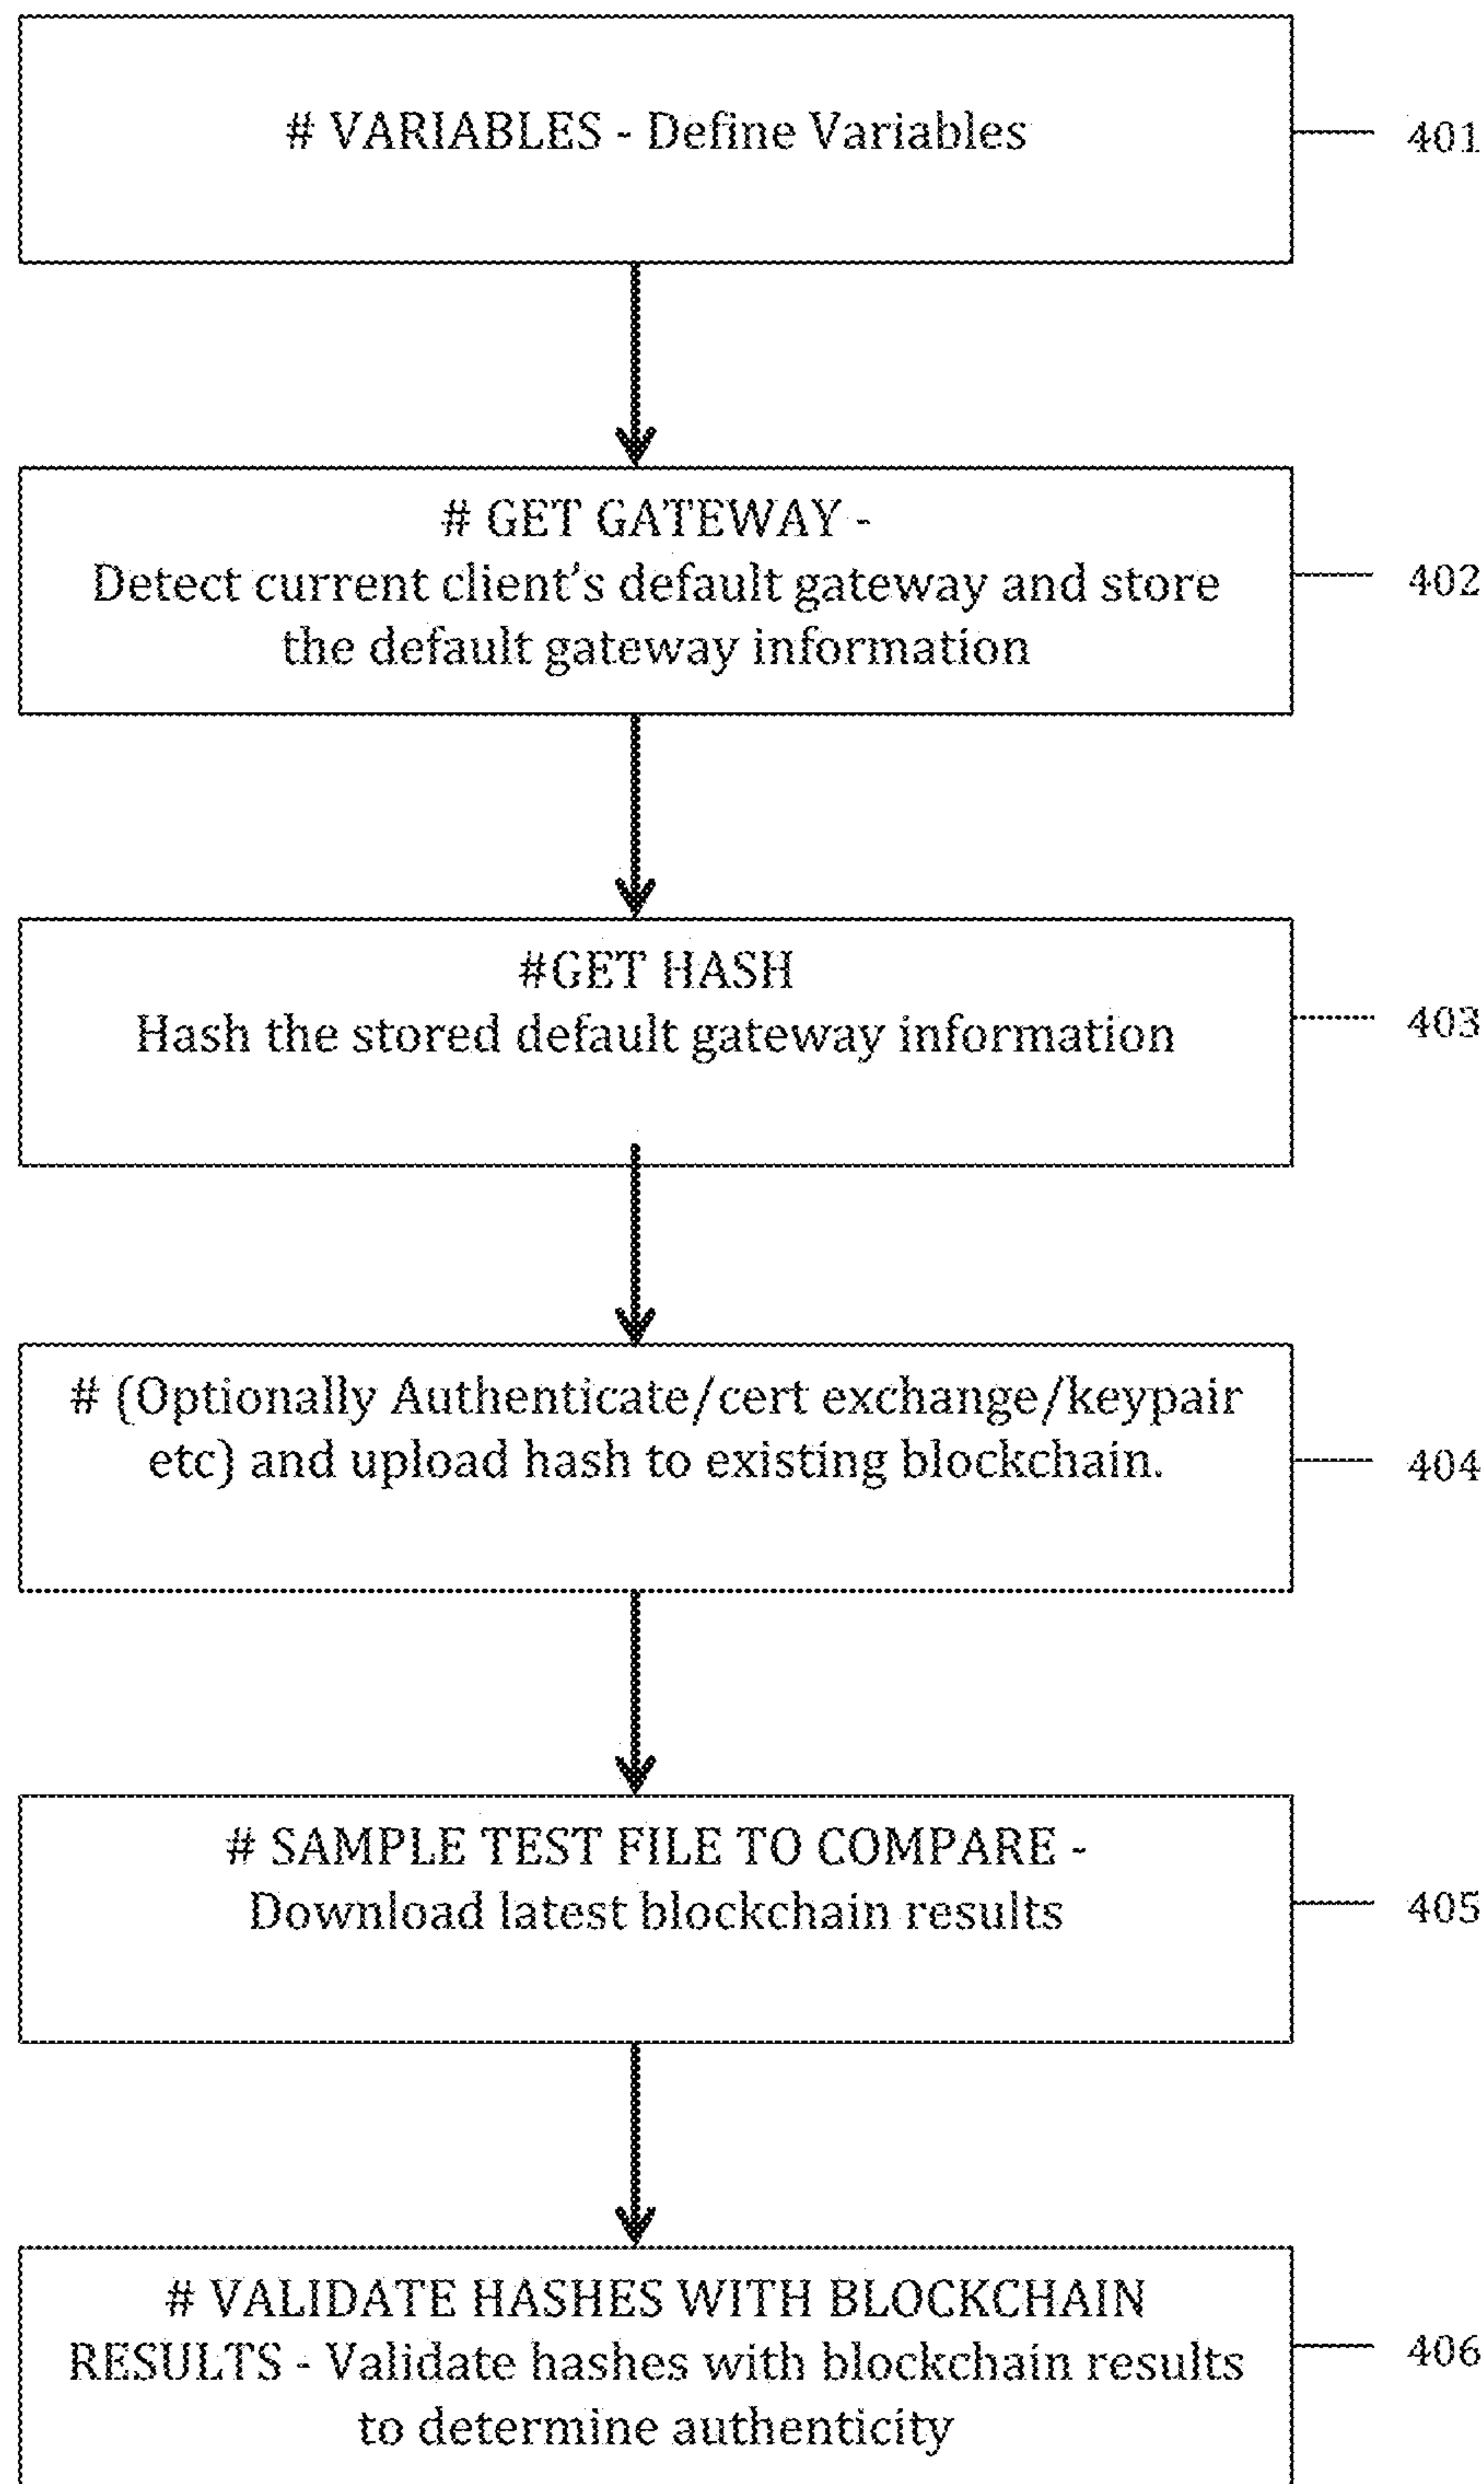 # VARIABLES - Define Variables
401
# GET GATEWAY -
Detect current client's default gateway and store
the default gateway information
402
#GET HASH
Hash the stored default gateway information
403
# (Optionally Authenticate/cert exchange/keypair
etc) and upload hash to existing blockchain.
404
# SAMPLE TEST FILE TO COMPARE -
Download latest blockchain results
405
# VALIDATE HASHES WITH BLOCKCHAIN
RESULTS - Validate hashes with blockchain results
to determine authenticity
406